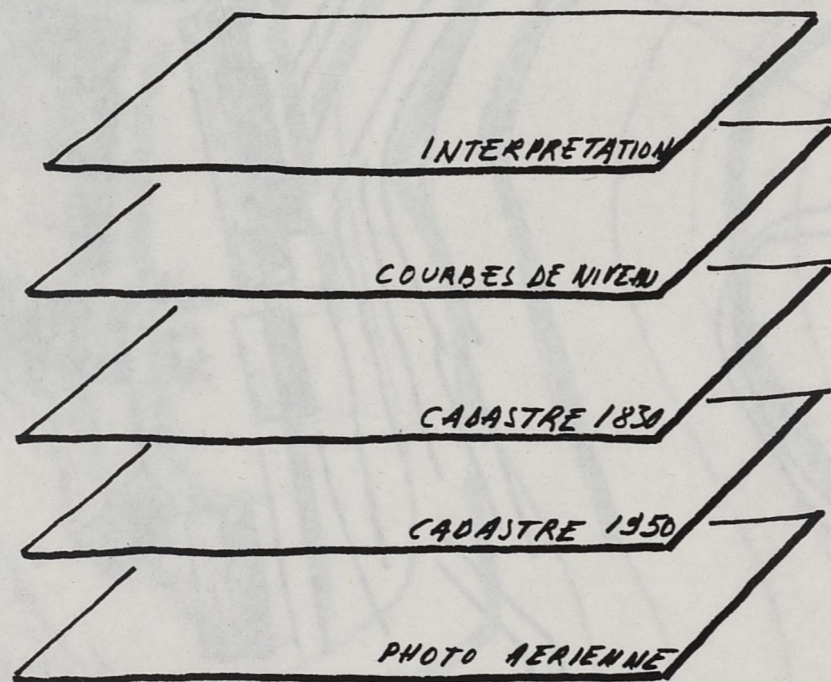 INTERPRETATION
COURBES DE NIVEAU
CADASTRE 1830
CADASTRE 1950
PHOTO AERIENNE